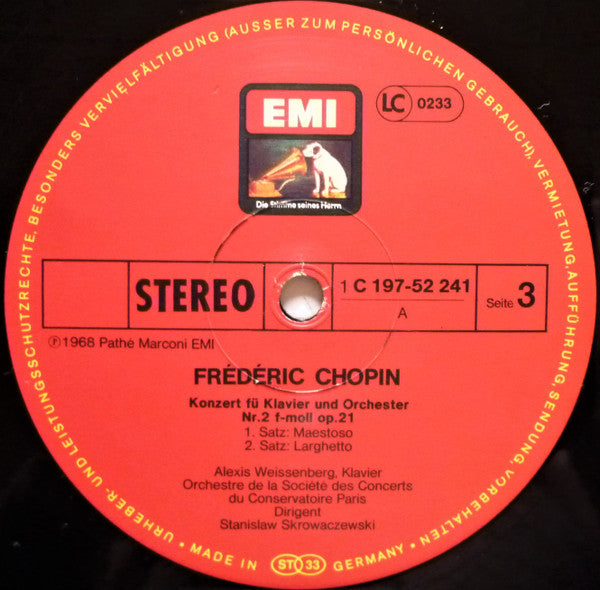 URHEBER- UND LEISTUNGSSCHUTZRECHTE, BESONDERS VERVIELFÄLTIGUNG (AUSSER ZUM PERSÖNLICHEN GEBRAUCH), VERMIETUNG, AUFFÜHRUNG, SENDUNG, VORBEHALTEN •
EMI
Die Stimme seines Herrn
LC 0233
STEREO
1 C 197-52 241
A
Seite 3
℗1968 Pathé Marconi EMI
FRÉDÉRIC CHOPIN
Konzert fü Klavier und Orchester
Nr.2 f-moll op.21
1. Satz: Maestoso
2. Satz: Larghetto
Alexis Weissenberg, Klavier
Orchestre de la Société des Concerts
du Conservatoire Paris
Dirigent
Stanislaw Skrowaczewski
• MADE IN ST 33 GERMANY •